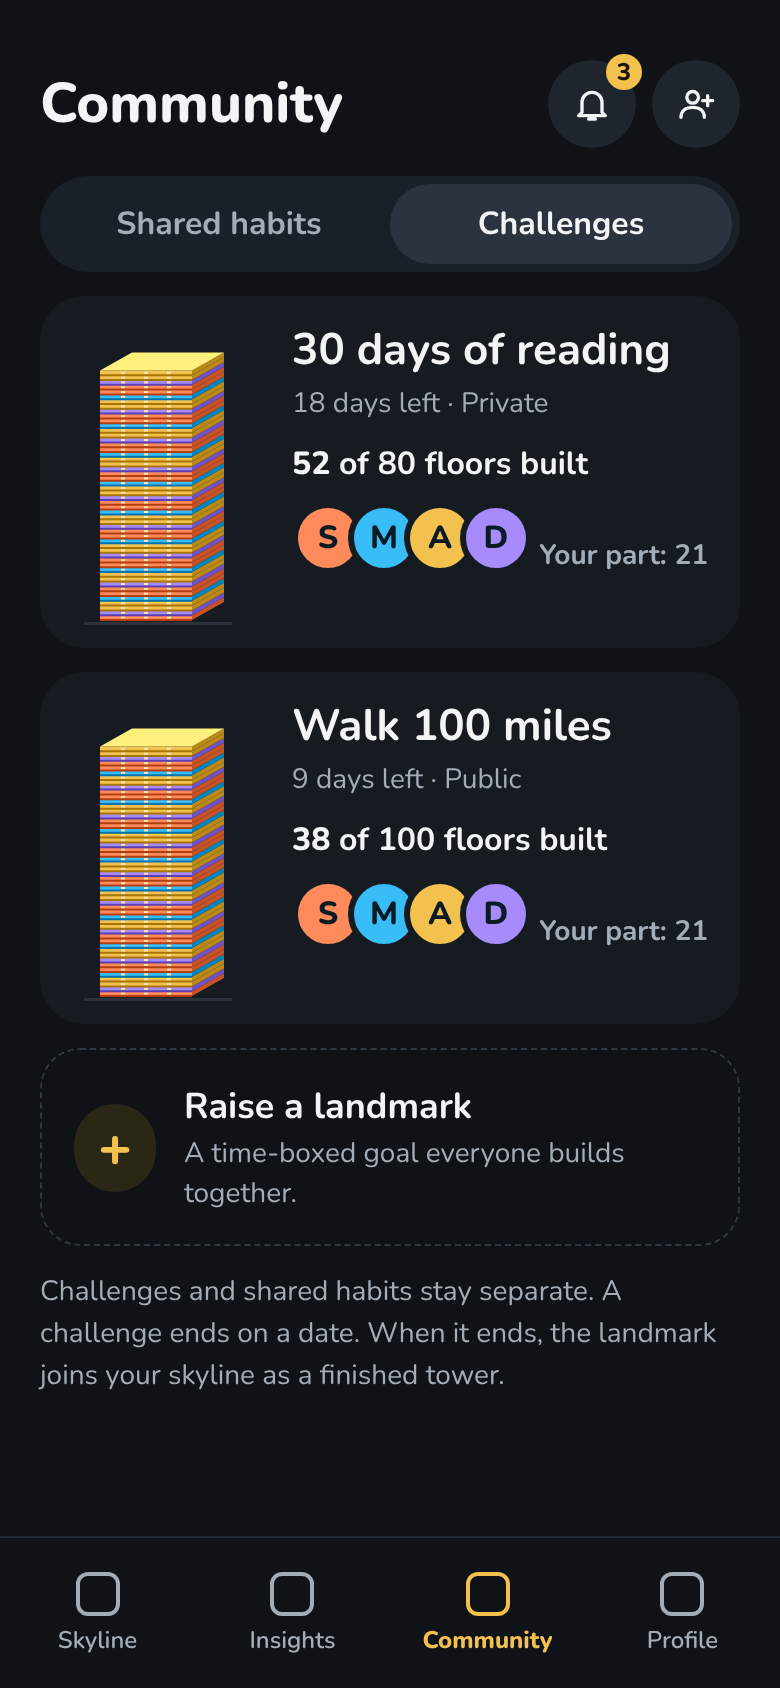 Community
3
Shared habits
Challenges
30 days of reading
18 days left · Private
52 of 80 floors built
S M A D Your part: 21
Walk 100 miles
9 days left · Public
38 of 100 floors built
S M A D Your part: 21
+
Raise a landmark
A time-boxed goal everyone builds
together.
Challenges and shared habits stay separate. A
challenge ends on a date. When it ends, the landmark
joins your skyline as a finished tower.
Skyline
Insights
Community
Profile